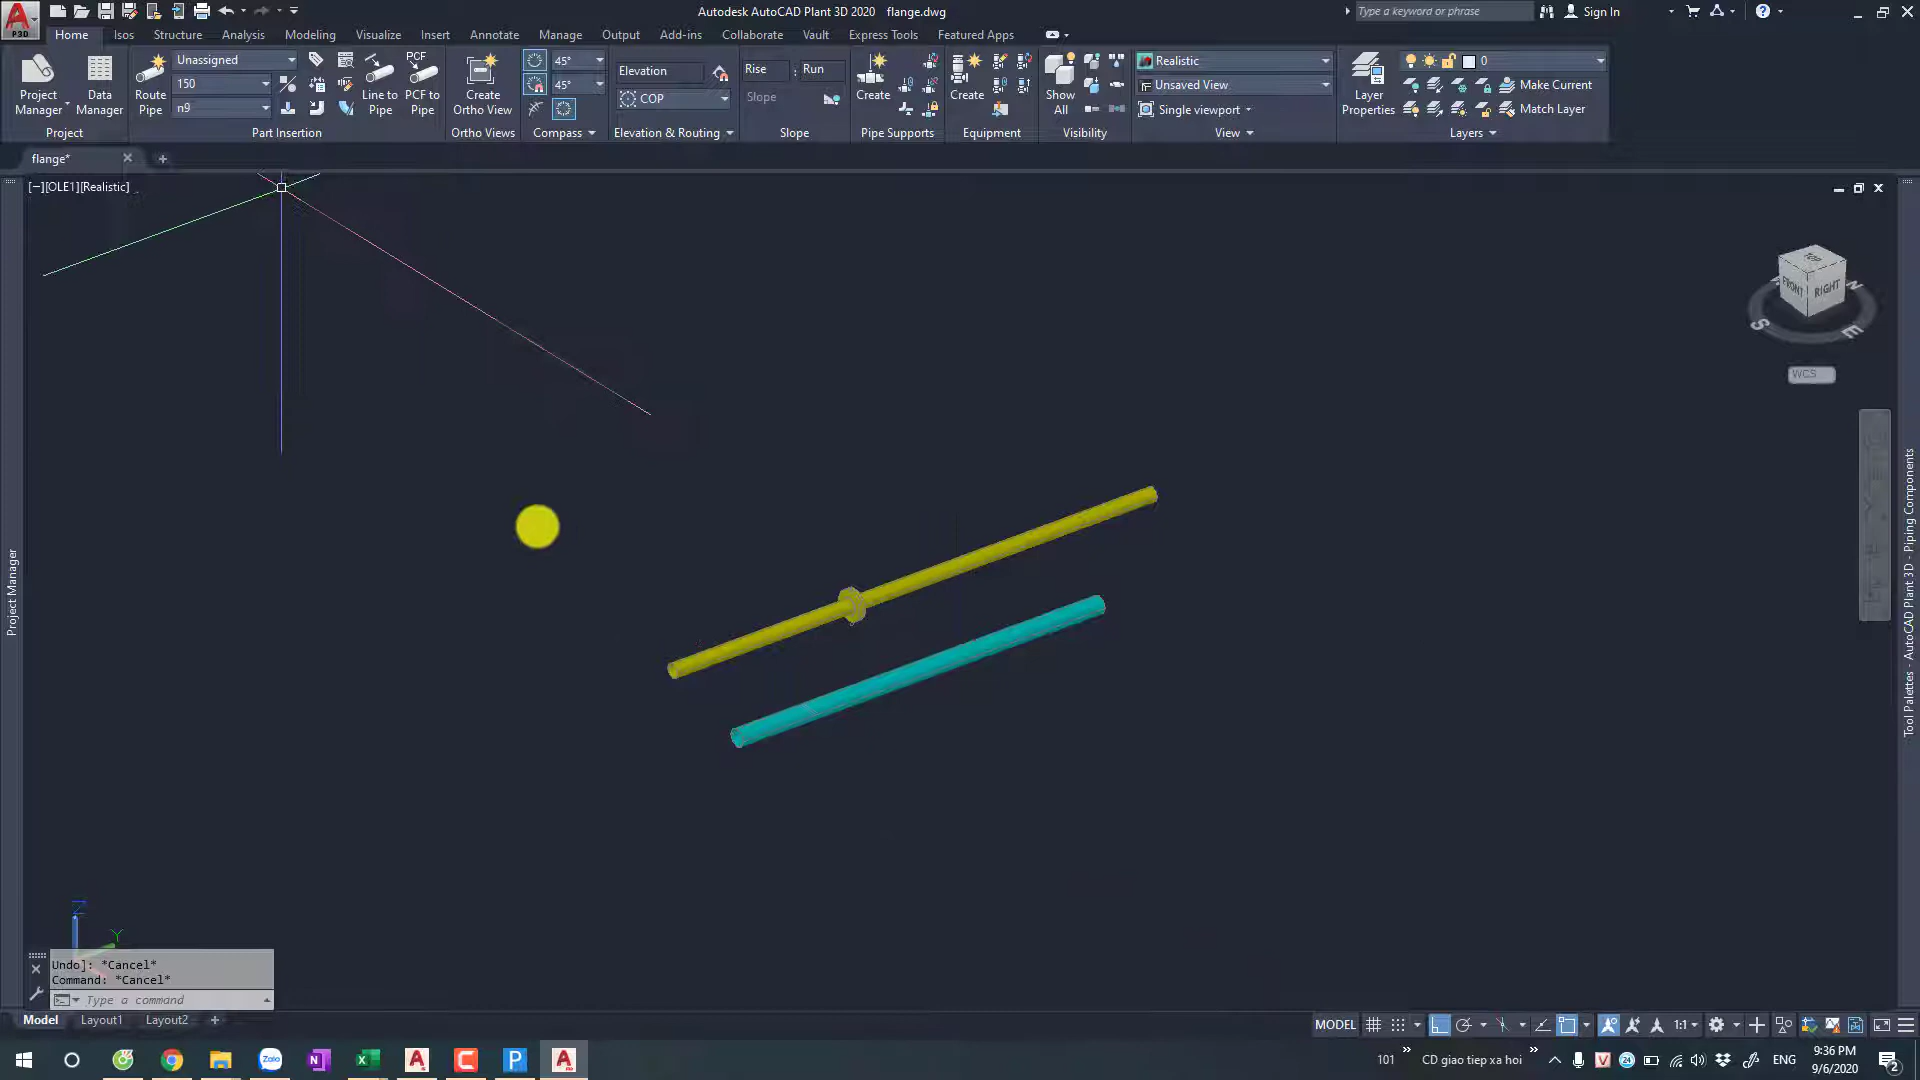 Autodesk AutoCAD Plant 3D 2020 flange.dwg
Type a keyword or phrase
Sign In
P3D
Home Isos Structure Analysis Modeling Visualize Insert Annotate Manage Output Add-ins Collaborate Vault Express Tools Featured Apps
Project Manager
Data Manager
Project
Route Pipe
Unassigned
150
n9
Line to Pipe
PCF
PCF to Pipe
Part Insertion
Create Ortho View
Ortho Views
45°
45°
Compass
Elevation
COP
Elevation & Routing
Rise : Run
Slope
Slope
Create
Pipe Supports
Create
Equipment
Show All
Visibility
Realistic
Unsaved View
Single viewport
View
Layer Properties
0
Make Current
Match Layer
Layers
flange*
[−][OLE1][Realistic]
TOP
FRONT
RIGHT
N
S
E
WCS
Project Manager
Tool Palettes - AutoCAD Plant 3D - Piping Components
Z
Y
Undo]: *Cancel*
Command: *Cancel*
Type a command
Model Layout1 Layout2
MODEL
1:1
101
CD giao tiep xa hoi
24
ENG
9:36 PM
9/6/2020
2